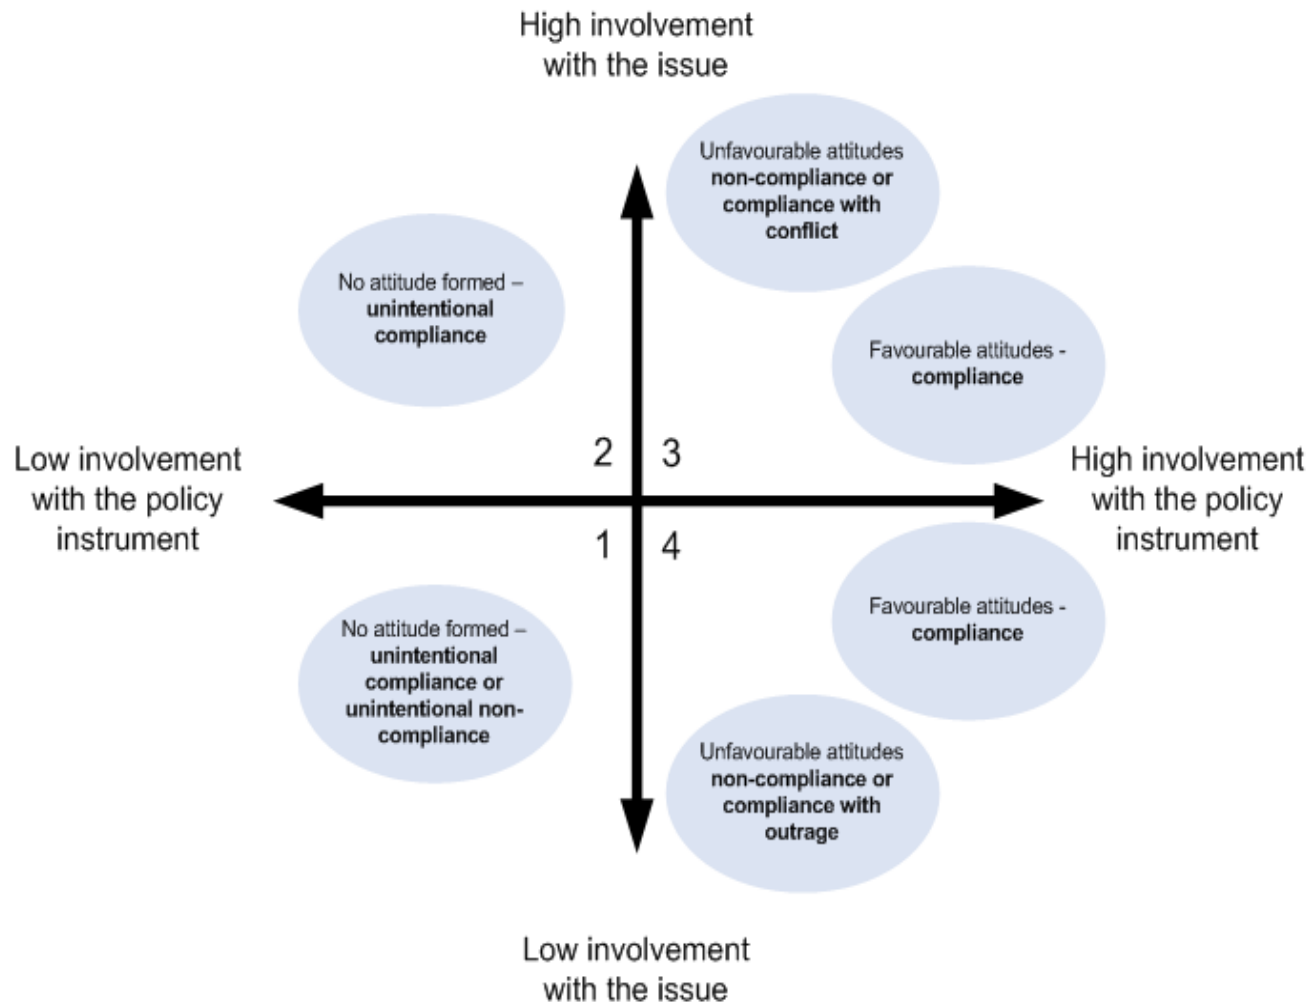 High involvement
with the issue
Unfavourable attitudes
non-compliance or
compliance with
conflict
No attitude formed –
unintentional
compliance
Favourable attitudes -
compliance
Low involvement
with the policy
instrument
2 3
High involvement
with the policy
instrument
1 4
Favourable attitudes -
compliance
No attitude formed –
unintentional
compliance or
unintentional non-
compliance
Unfavourable attitudes
non-compliance or
compliance with
outrage
Low involvement
with the issue